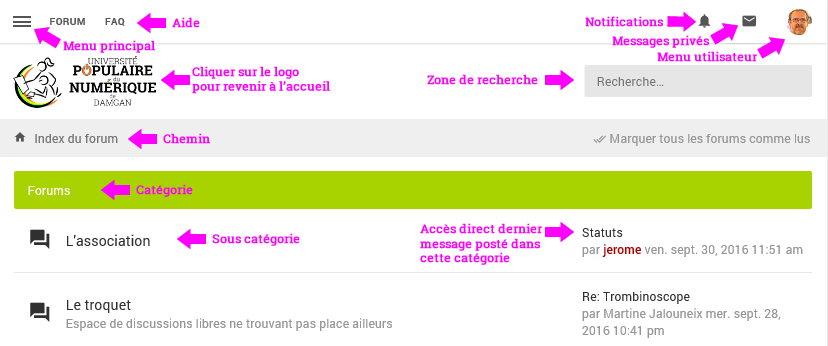 FORUM
FAQ
Aide
Notifications
Messages privés
Menu utilisateur
Menu principal
UNIVERSITÉ
POPULAIRE
du
NUMÉRIQUE
de
DAMGAN
Cliquer sur le logo
pour revenir à l'accueil
Zone de recherche
Recherche...
Index du forum
Chemin
Marquer tous les forums comme lus
Forums
Catégorie
L'association
Sous catégorie
Accès direct dernier
message posté dans
cette catégorie
Statuts
par jerome ven. sept. 30, 2016 11:51 am
Le troquet
Espace de discussions libres ne trouvant pas place ailleurs
Re: Trombinoscope
par Martine Jalouneix mer. sept. 28,
2016 10:41 pm